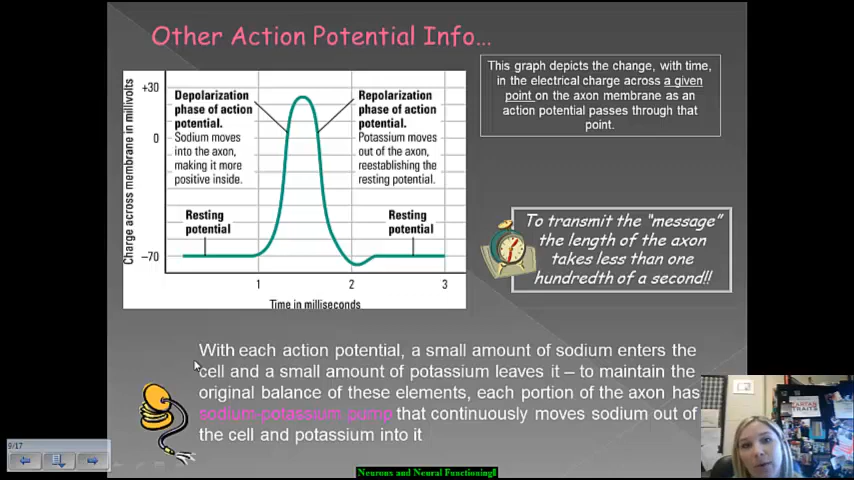 Other Action Potential Info...
This graph depicts the change, with time,
in the electrical charge across a given
point on the axon membrane as an
action potential passes through that
point.
Charge across membrane in millivolts
+30
0
-70
Depolarization
phase of action
potential.
Sodium moves
into the axon,
making it more
positive inside.
Repolarization
phase of action
potential.
Potassium moves
out of the axon,
reestablishing the
resting potential.
Resting
potential
Resting
potential
1
2
3
Time in milliseconds
To transmit the "message"
the length of the axon
takes less than one
hundredth of a second!!
With each action potential, a small amount of sodium enters the
cell and a small amount of potassium leaves it – to maintain the
original balance of these elements, each portion of the axon has
sodium-potassium pump that continuously moves sodium out of
the cell and potassium into it
9/17
Neurons and Neural Functioning
TRAITS